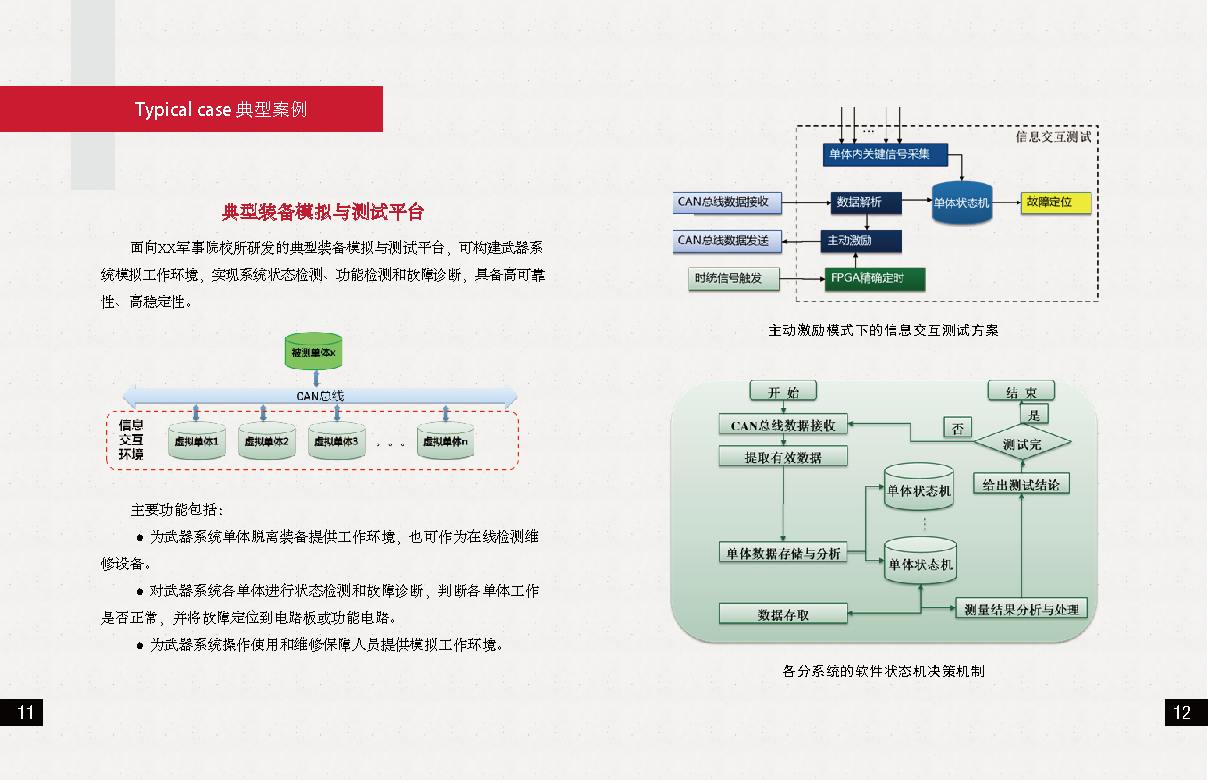 Typical case 典型案例
典型装备模拟与测试平台
面向XX军事院校所研发的典型装备模拟与测试平台，可构建武器系
统模拟工作环境，实现系统状态检测、功能检测和故障诊断，具备高可靠
性、高稳定性。
被测单体x
CAN总线
信息
交互
环境
虚拟单体1
虚拟单体2
虚拟单体3
。。。
虚拟单体n
主要功能包括：
● 为武器系统单体脱离装备提供工作环境，也可作为在线检测维
修设备。
● 对武器系统各单体进行状态检测和故障诊断，判断各单体工作
是否正常，并将故障定位到电路板或功能电路。
● 为武器系统操作使用和维修保障人员提供模拟工作环境。
11
...
信息交互测试
单体内关键信号采集
CAN总线数据接收
数据解析
单体状态机
故障定位
CAN总线数据发送
主动激励
时统信号触发
FPGA精确定时
主动激励模式下的信息交互测试方案
开 始
结 束
是
CAN总线数据接收
否
测试完
提取有效数据
单体状态机
给出测试结论
...
单体数据存储与分析
单体状态机
数据存取
测量结果分析与处理
各分系统的软件状态机决策机制
12